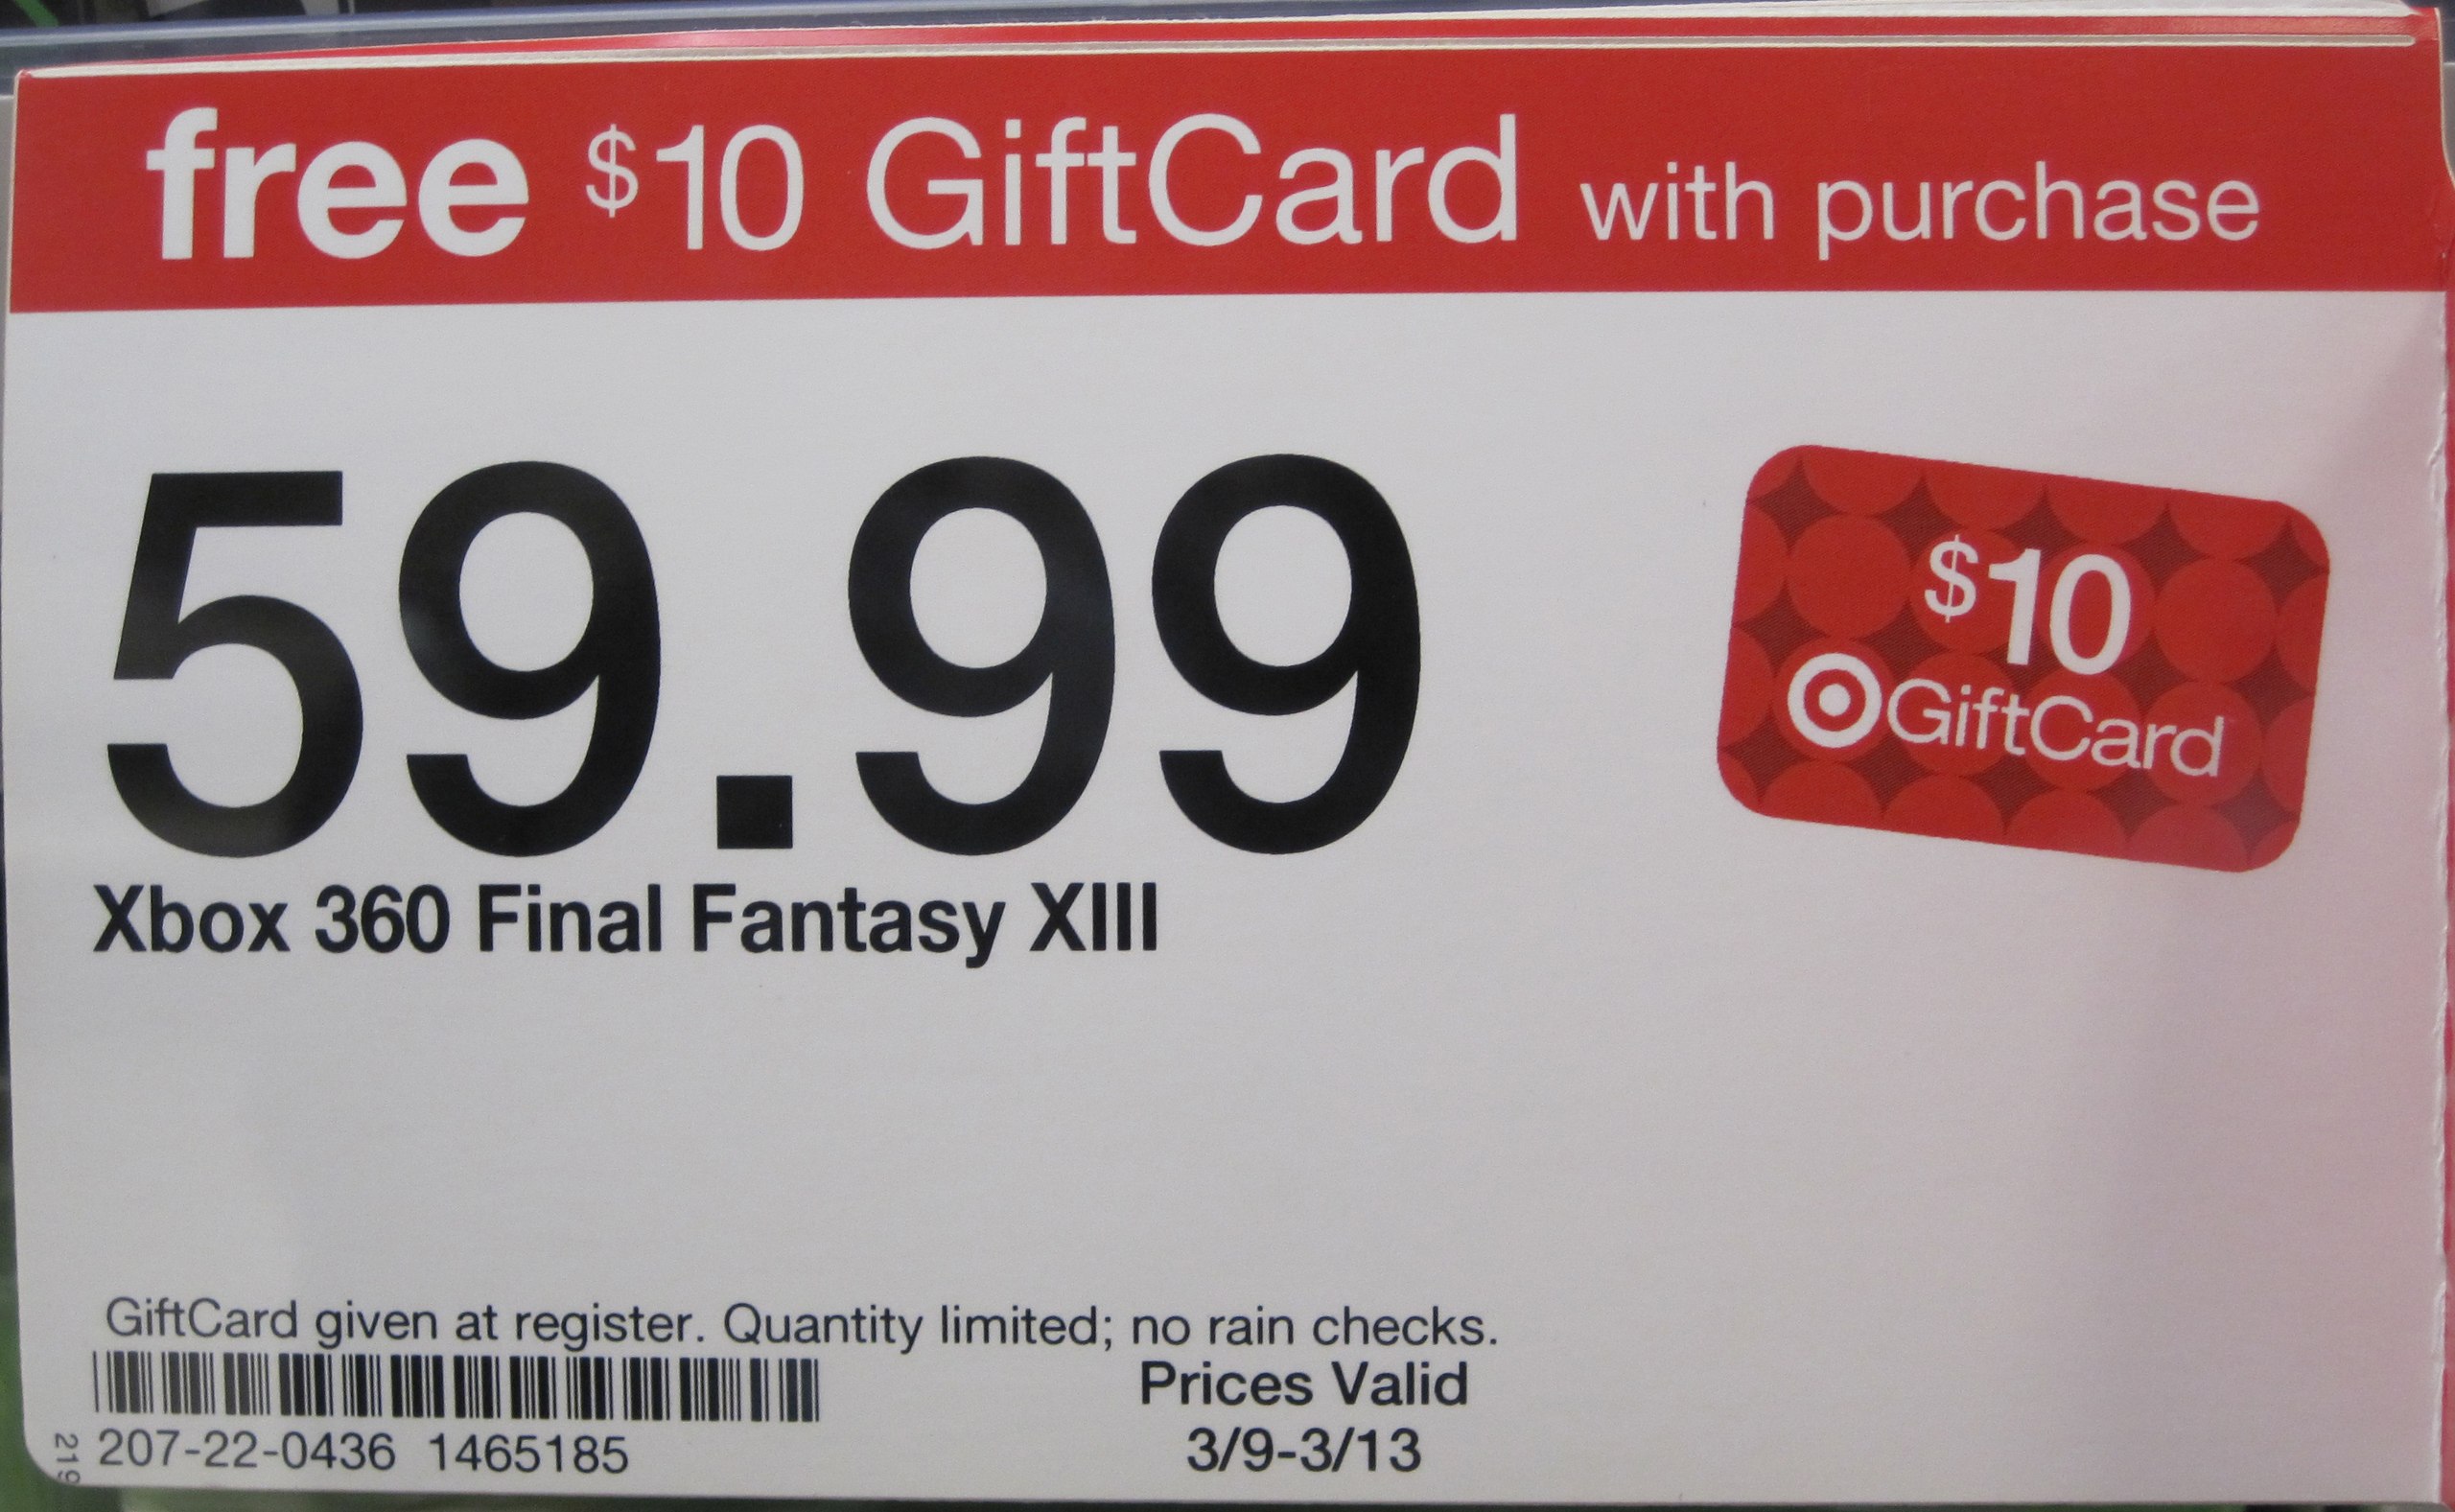 free $10 GiftCard with purchase
59.99
$10
GiftCard
Xbox 360 Final Fantasy XIII
GiftCard given at register. Quantity limited; no rain checks.
Prices Valid
3/9-3/13
207-22-0436 1465185
219